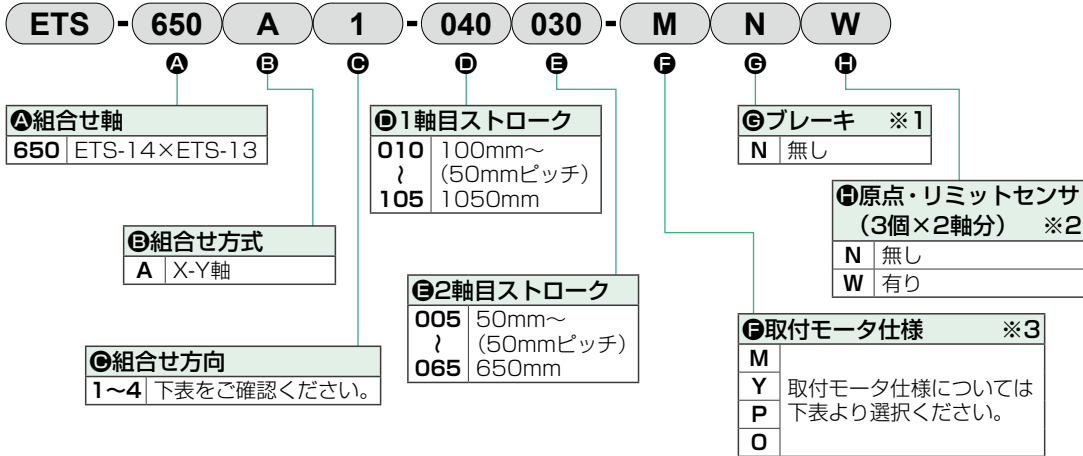 ETS - 650 A 1 - 040 030 - M N W
Ⓐ Ⓑ Ⓒ Ⓓ Ⓔ Ⓕ Ⓖ Ⓗ
Ⓐ組合せ軸
650 ETS-14×ETS-13
Ⓑ組合せ方式
A X-Y軸
Ⓒ組合せ方向
1~4 下表をご確認ください。
Ⓓ1軸目ストローク
010 100mm~
≀ (50mmピッチ)
105 1050mm
Ⓔ2軸目ストローク
005 50mm~
≀ (50mmピッチ)
065 650mm
Ⓖブレーキ ※1
N 無し
Ⓗ原点・リミットセンサ
(3個×2軸分) ※2
N 無し
W 有り
Ⓕ取付モータ仕様 ※3
M
Y 取付モータ仕様については
P 下表より選択ください。
O